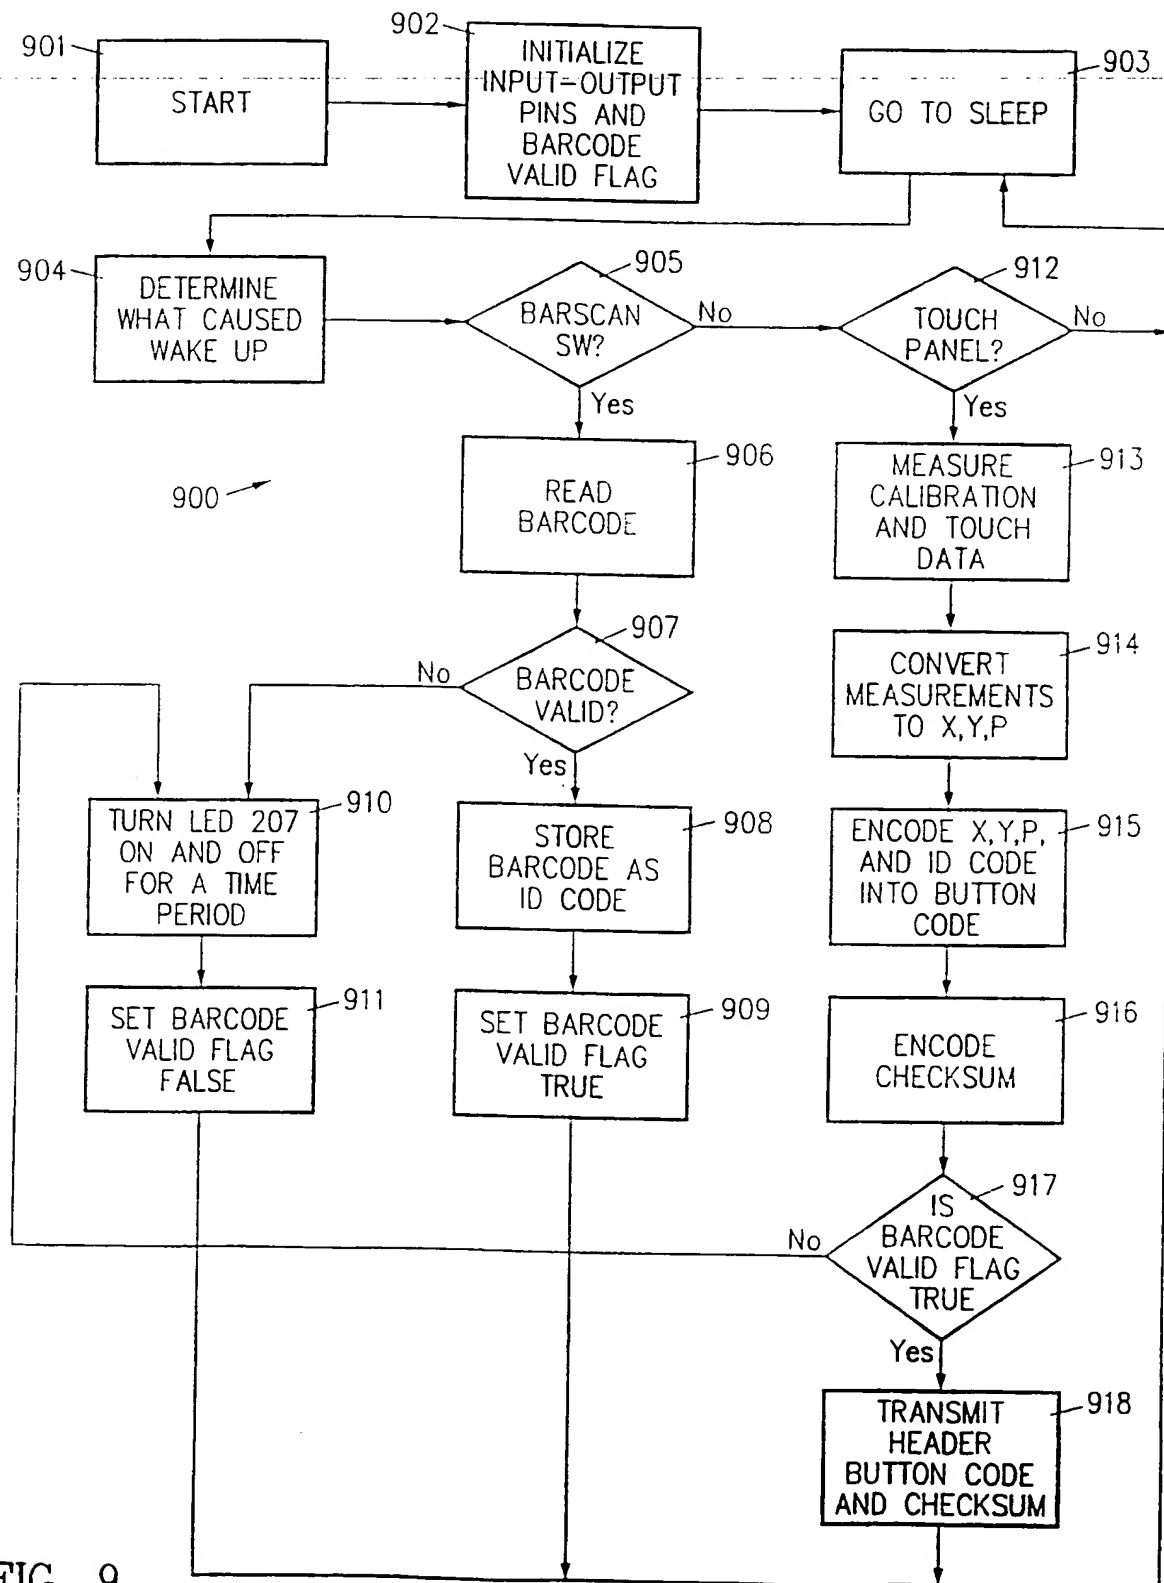 901
START
902
INITIALIZE
INPUT-OUTPUT
PINS AND
BARCODE
VALID FLAG
903
GO TO SLEEP
904
DETERMINE
WHAT CAUSED
WAKE UP
905
BARSCAN
SW?
No
Yes
912
TOUCH
PANEL?
No
Yes
900
906
READ
BARCODE
913
MEASURE
CALIBRATION
AND TOUCH
DATA
907
BARCODE
VALID?
No
Yes
914
CONVERT
MEASUREMENTS
TO X,Y,P
910
TURN LED 207
ON AND OFF
FOR A TIME
PERIOD
908
STORE
BARCODE AS
ID CODE
915
ENCODE X,Y,P,
AND ID CODE
INTO BUTTON
CODE
911
SET BARCODE
VALID FLAG
FALSE
909
SET BARCODE
VALID FLAG
TRUE
916
ENCODE
CHECKSUM
917
IS
BARCODE
VALID FLAG
TRUE
No
Yes
918
TRANSMIT
HEADER
BUTTON CODE
AND CHECKSUM
FIG. 9